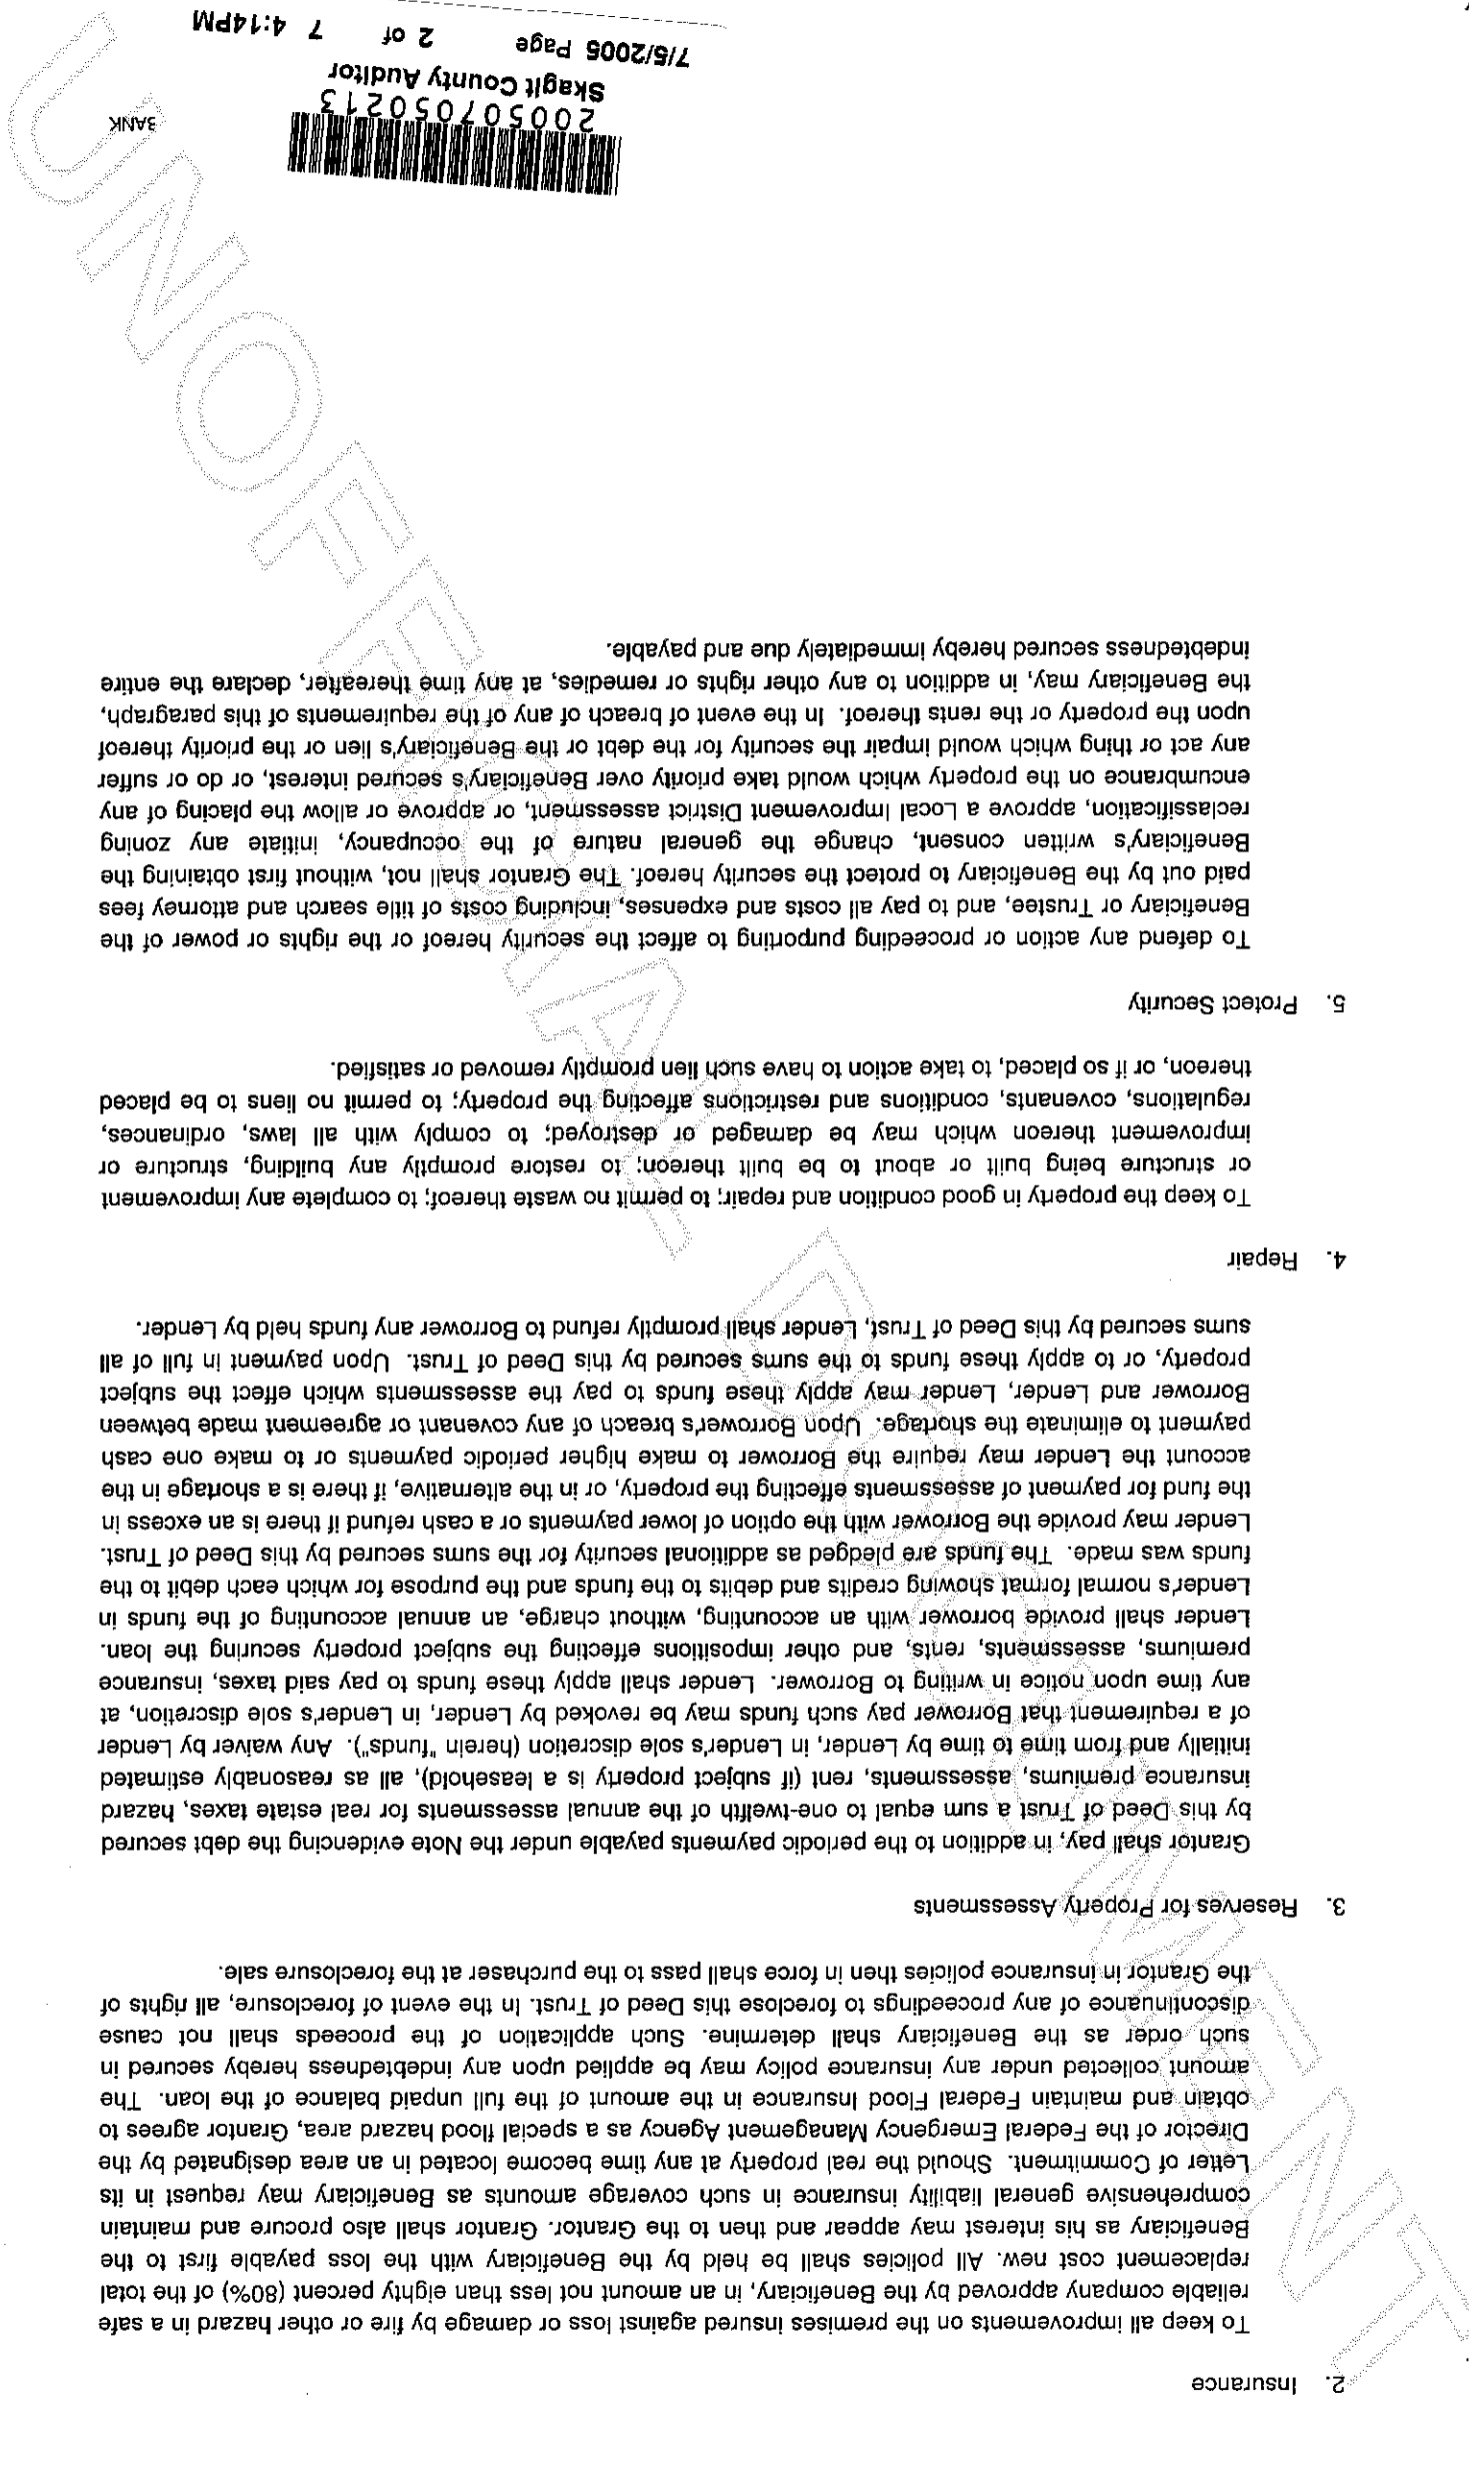 2. Insurance
To keep all improvements on the premises insured against loss or damage by fire or other hazard in a safe
reliable company approved by the Beneficiary, in an amount not less than eighty percent (80%) of the total
replacement cost new. All policies shall be held by the Beneficiary with the loss payable first to the
Beneficiary as his interest may appear and then to the Grantor. Grantor shall also procure and maintain
comprehensive general liability insurance in such coverage amounts as Beneficiary may request in its
Letter of Commitment. Should the real property at any time become located in an area designated by the
Director of the Federal Emergency Management Agency as a special flood hazard area, Grantor agrees to
obtain and maintain Federal Flood Insurance in the amount of the full unpaid balance of the loan. The
amount collected under any insurance policy may be applied upon any indebtedness hereby secured in
such order as the Beneficiary shall determine. Such application of the proceeds shall not cause
discontinuance of any proceedings to foreclose this Deed of Trust. In the event of foreclosure, all rights of
the Grantor in insurance policies then in force shall pass to the purchaser at the foreclosure sale.
3. Reserves for Property Assessments
Grantor shall pay, in addition to the periodic payments payable under the Note evidencing the debt secured
by this Deed of Trust a sum equal to one-twelfth of the annual assessments for real estate taxes, hazard
insurance premiums, assessments, rent (if subject property is a leasehold), all as reasonably estimated
initially and from time to time by Lender, in Lender's sole discretion (herein "funds"). Any waiver by Lender
of a requirement that Borrower pay such funds may be revoked by Lender, in Lender's sole discretion, at
any time upon notice in writing to Borrower. Lender shall apply these funds to pay said taxes, insurance
premiums, assessments, rents, and other impositions effecting the subject property securing the loan.
Lender shall provide borrower with an accounting, without charge, an annual accounting of the funds in
Lender's normal format showing credits and debits to the funds and the purpose for which each debit to the
funds was made. The funds are pledged as additional security for the sums secured by this Deed of Trust.
Lender may provide the Borrower with the option of lower payments or a cash refund if there is an excess in
the fund for payment of assessments effecting the property, or in the alternative, if there is a shortage in the
account the Lender may require the Borrower to make higher periodic payments or to make one cash
payment to eliminate the shortage. Upon Borrower's breach of any covenant or agreement made between
Borrower and Lender, Lender may apply these funds to pay the assessments which effect the subject
property, or to apply these funds to the sums secured by this Deed of Trust. Upon payment in full of all
sums secured by this Deed of Trust, Lender shall promptly refund to Borrower any funds held by Lender.
4. Repair
To keep the property in good condition and repair; to permit no waste thereof; to complete any improvement
or structure being built or about to be built thereon; to restore promptly any building, structure or
improvement thereon which may be damaged or destroyed; to comply with all laws, ordinances,
regulations, covenants, conditions and restrictions affecting the property; to permit no liens to be placed
thereon, or if so placed, to take action to have such lien promptly removed or satisfied.
5. Protect Security
To defend any action or proceeding purporting to affect the security hereof or the rights or power of the
Beneficiary or Trustee, and to pay all costs and expenses, including costs of title search and attorney fees
paid out by the Beneficiary to protect the security hereof. The Grantor shall not, without first obtaining the
Beneficiary's written consent, change the general nature of the occupancy, initiate any zoning
reclassification, approve a Local Improvement District assessment, or approve or allow the placing of any
encumbrance on the property which would take priority over Beneficiary's secured interest, or do or suffer
any act or thing which would impair the security for the debt or the Beneficiary's lien or the priority thereof
upon the property or the rents thereof. In the event of breach of any of the requirements of this paragraph,
the Beneficiary may, in addition to any other rights or remedies, at any time thereafter, declare the entire
indebtedness secured hereby immediately due and payable.
BANK
200507050213
Skagit County Auditor
7/5/2005 Page 2 of 7 4:14PM
UNOFFICIAL DOCUMENT